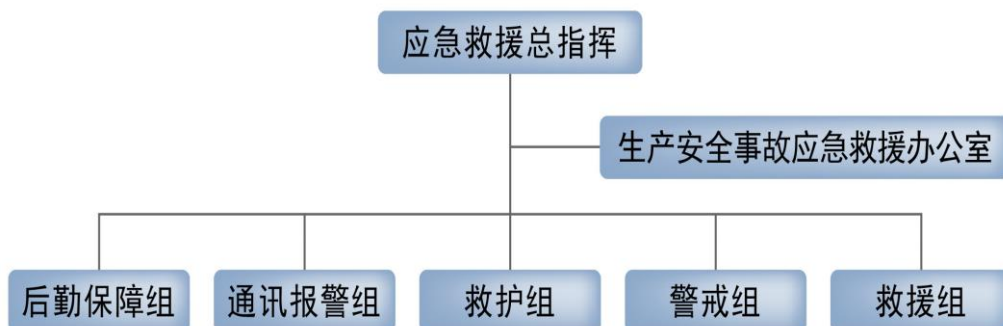 应急救援总指挥
生产安全事故应急救援办公室
后勤保障组
通讯报警组
救护组
警戒组
救援组